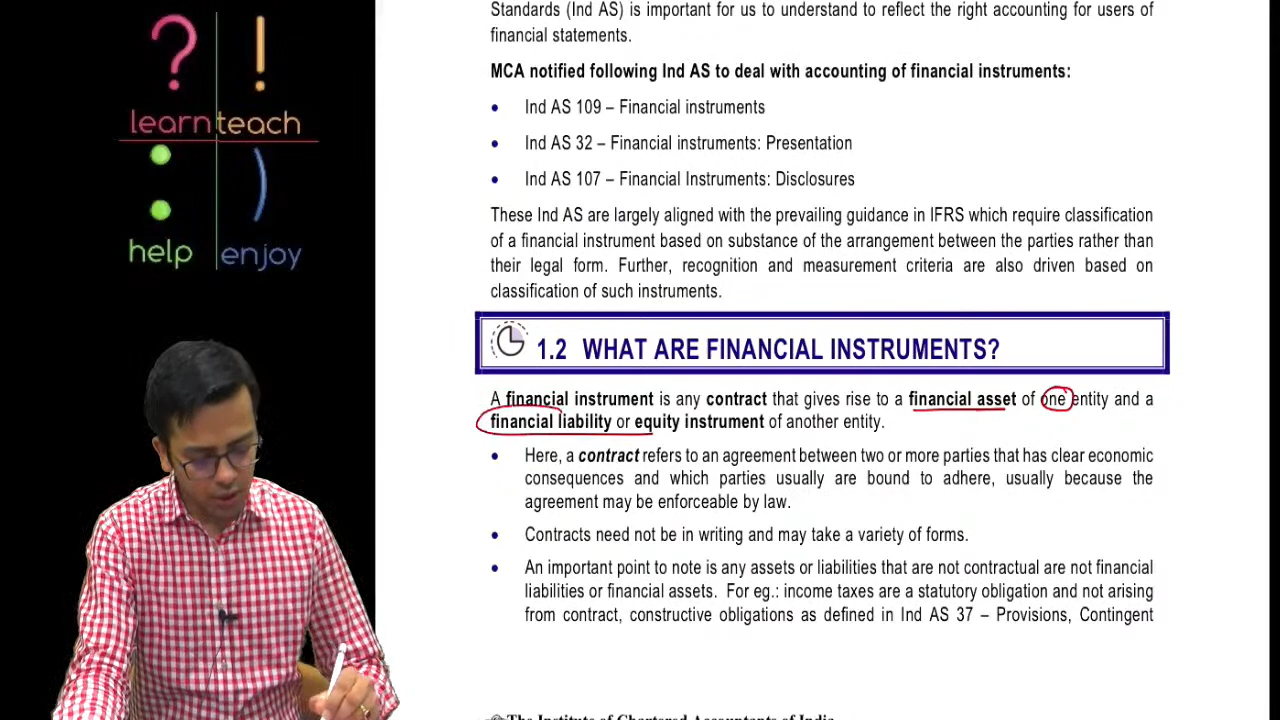 ? !
learn teach
: )
help enjoy
Standards (Ind AS) is important for us to understand to reflect the right accounting for users of
financial statements.
MCA notified following Ind AS to deal with accounting of financial instruments:
• Ind AS 109 – Financial instruments
• Ind AS 32 – Financial instruments: Presentation
• Ind AS 107 – Financial Instruments: Disclosures
These Ind AS are largely aligned with the prevailing guidance in IFRS which require classification
of a financial instrument based on substance of the arrangement between the parties rather than
their legal form. Further, recognition and measurement criteria are also driven based on
classification of such instruments.
1.2 WHAT ARE FINANCIAL INSTRUMENTS?
A financial instrument is any contract that gives rise to a financial asset of one entity and a
financial liability or equity instrument of another entity.
• Here, a contract refers to an agreement between two or more parties that has clear economic
consequences and which parties usually are bound to adhere, usually because the
agreement may be enforceable by law.
• Contracts need not be in writing and may take a variety of forms.
• An important point to note is any assets or liabilities that are not contractual are not financial
liabilities or financial assets. For eg.: income taxes are a statutory obligation and not arising
from contract, constructive obligations as defined in Ind AS 37 – Provisions, Contingent
The Institute of Chartered Accountants of India